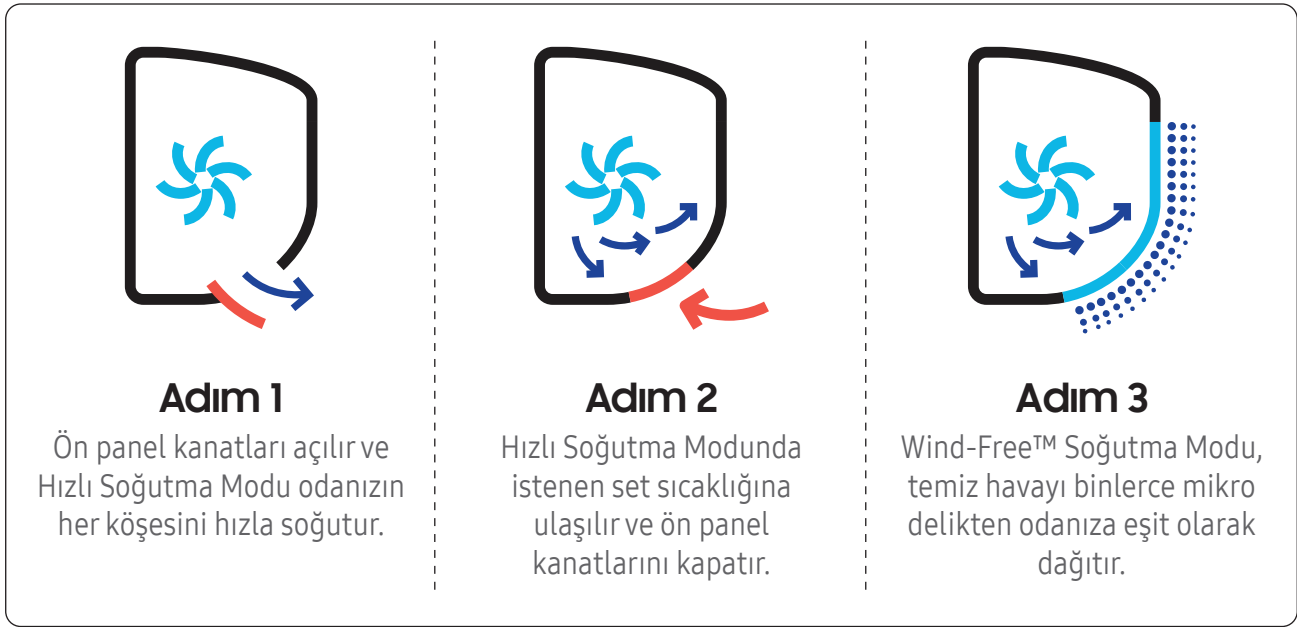 Adım 1
Ön panel kanatları açılır ve
Hızlı Soğutma Modu odanızın
her köşesini hızla soğutur.
Adım 2
Hızlı Soğutma Modunda
istenen set sıcaklığına
ulaşılır ve ön panel
kanatlarını kapatır.
Adım 3
Wind-Free™ Soğutma Modu,
temiz havayı binlerce mikro
delikten odanıza eşit olarak
dağıtır.